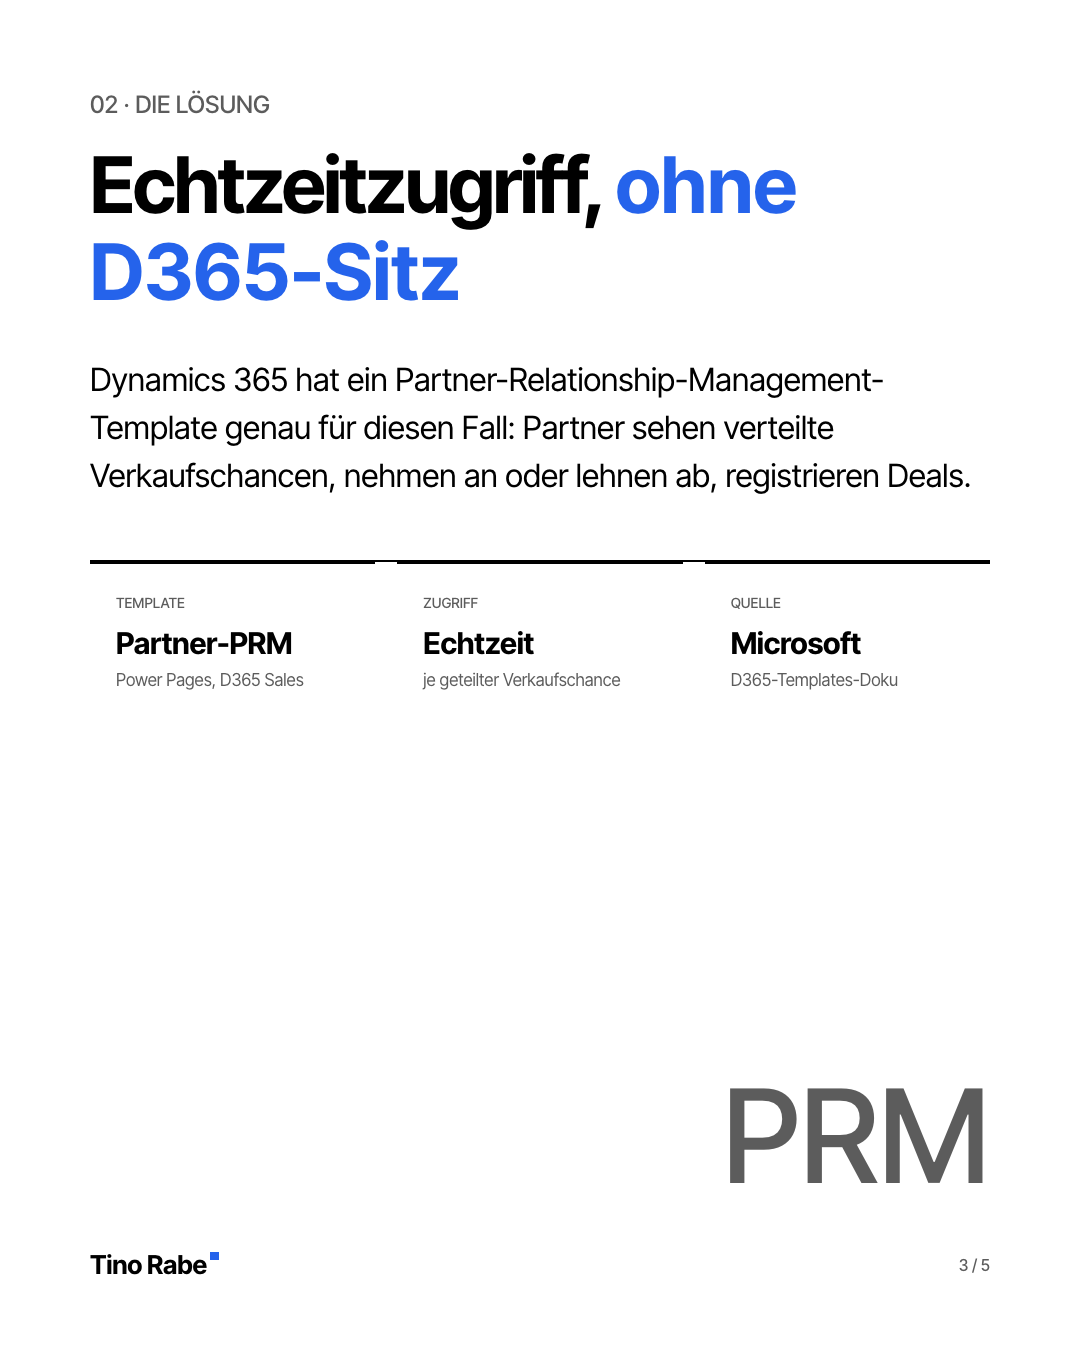 02 · DIE LÖSUNG
Echtzeitzugriff, ohne
D365-Sitz
Dynamics 365 hat ein Partner-Relationship-Management-
Template genau für diesen Fall: Partner sehen verteilte
Verkaufschancen, nehmen an oder lehnen ab, registrieren Deals.
TEMPLATE
Partner-PRM
Power Pages, D365 Sales
ZUGRIFF
Echtzeit
je geteilter Verkaufschance
QUELLE
Microsoft
D365-Templates-Doku
PRM
Tino Rabe
3 / 5